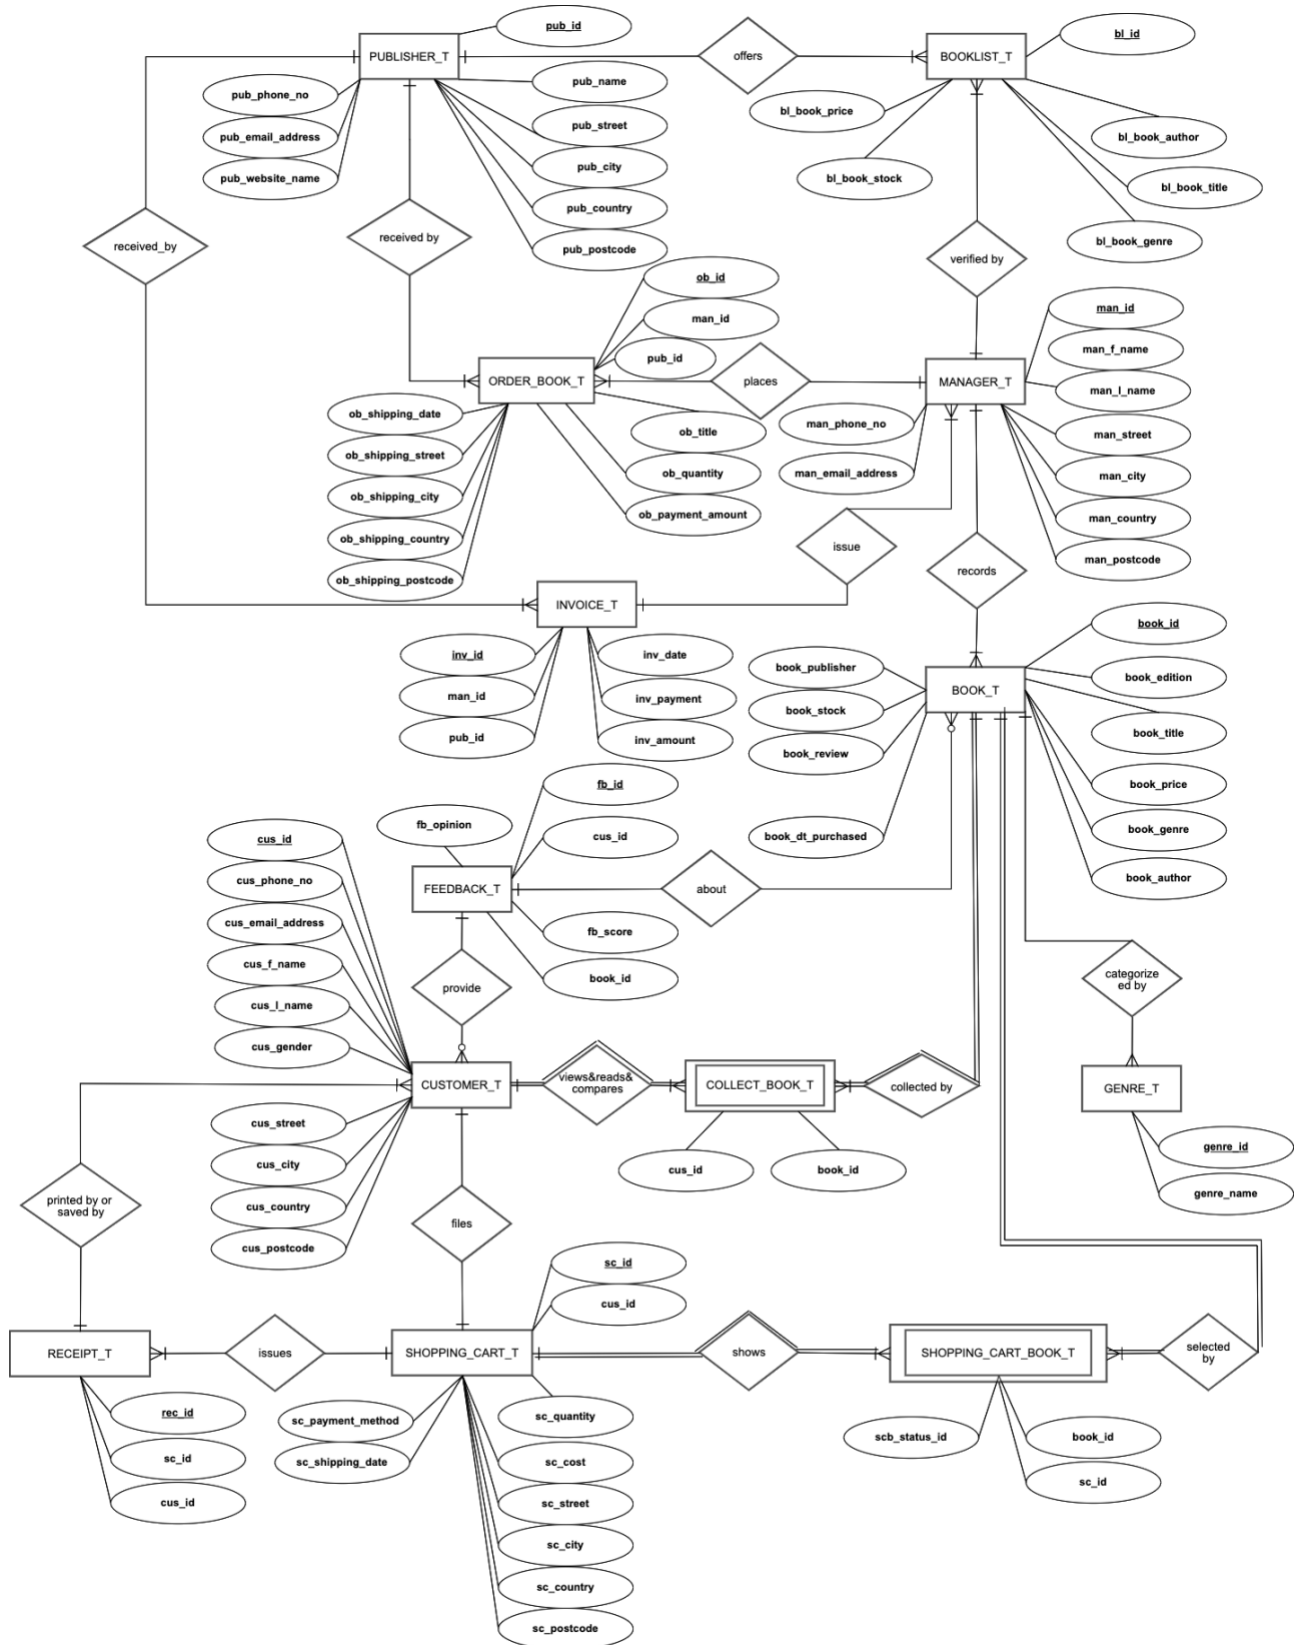 pub_id
PUBLISHER_T
offers
BOOKLIST_T
bl_id
pub_phone_no
pub_name
bl_book_price
pub_email_address
pub_street
bl_book_author
pub_website_name
pub_city
bl_book_stock
bl_book_title
pub_country
received_by
received by
pub_postcode
bl_book_genre
verified by
ob_id
man_id
pub_id
man_id
man_f_name
man_l_name
ORDER_BOOK_T
places
MANAGER_T
ob_shipping_date
ob_title
man_phone_no
man_street
ob_shipping_street
ob_quantity
man_email_address
man_city
ob_shipping_city
ob_payment_amount
man_country
ob_shipping_country
issue
man_postcode
ob_shipping_postcode
records
INVOICE_T
inv_id
inv_date
man_id
inv_payment
pub_id
inv_amount
book_id
book_publisher
book_edition
BOOK_T
book_stock
book_title
book_review
book_price
book_dt_purchased
book_genre
book_author
fb_id
fb_opinion
cus_id
FEEDBACK_T
about
fb_score
book_id
cus_id
cus_phone_no
cus_email_address
cus_f_name
cus_l_name
cus_gender
provide
categorize
ed by
CUSTOMER_T
views&reads&
compares
COLLECT_BOOK_T
collected by
GENRE_T
cus_street
cus_city
cus_country
cus_postcode
cus_id
book_id
genre_id
genre_name
printed by or
saved by
files
sc_id
cus_id
RECEIPT_T
issues
SHOPPING_CART_T
shows
SHOPPING_CART_BOOK_T
selected
by
rec_id
sc_id
cus_id
sc_payment_method
sc_shipping_date
sc_quantity
sc_cost
sc_street
sc_city
sc_country
sc_postcode
scb_status_id
book_id
sc_id